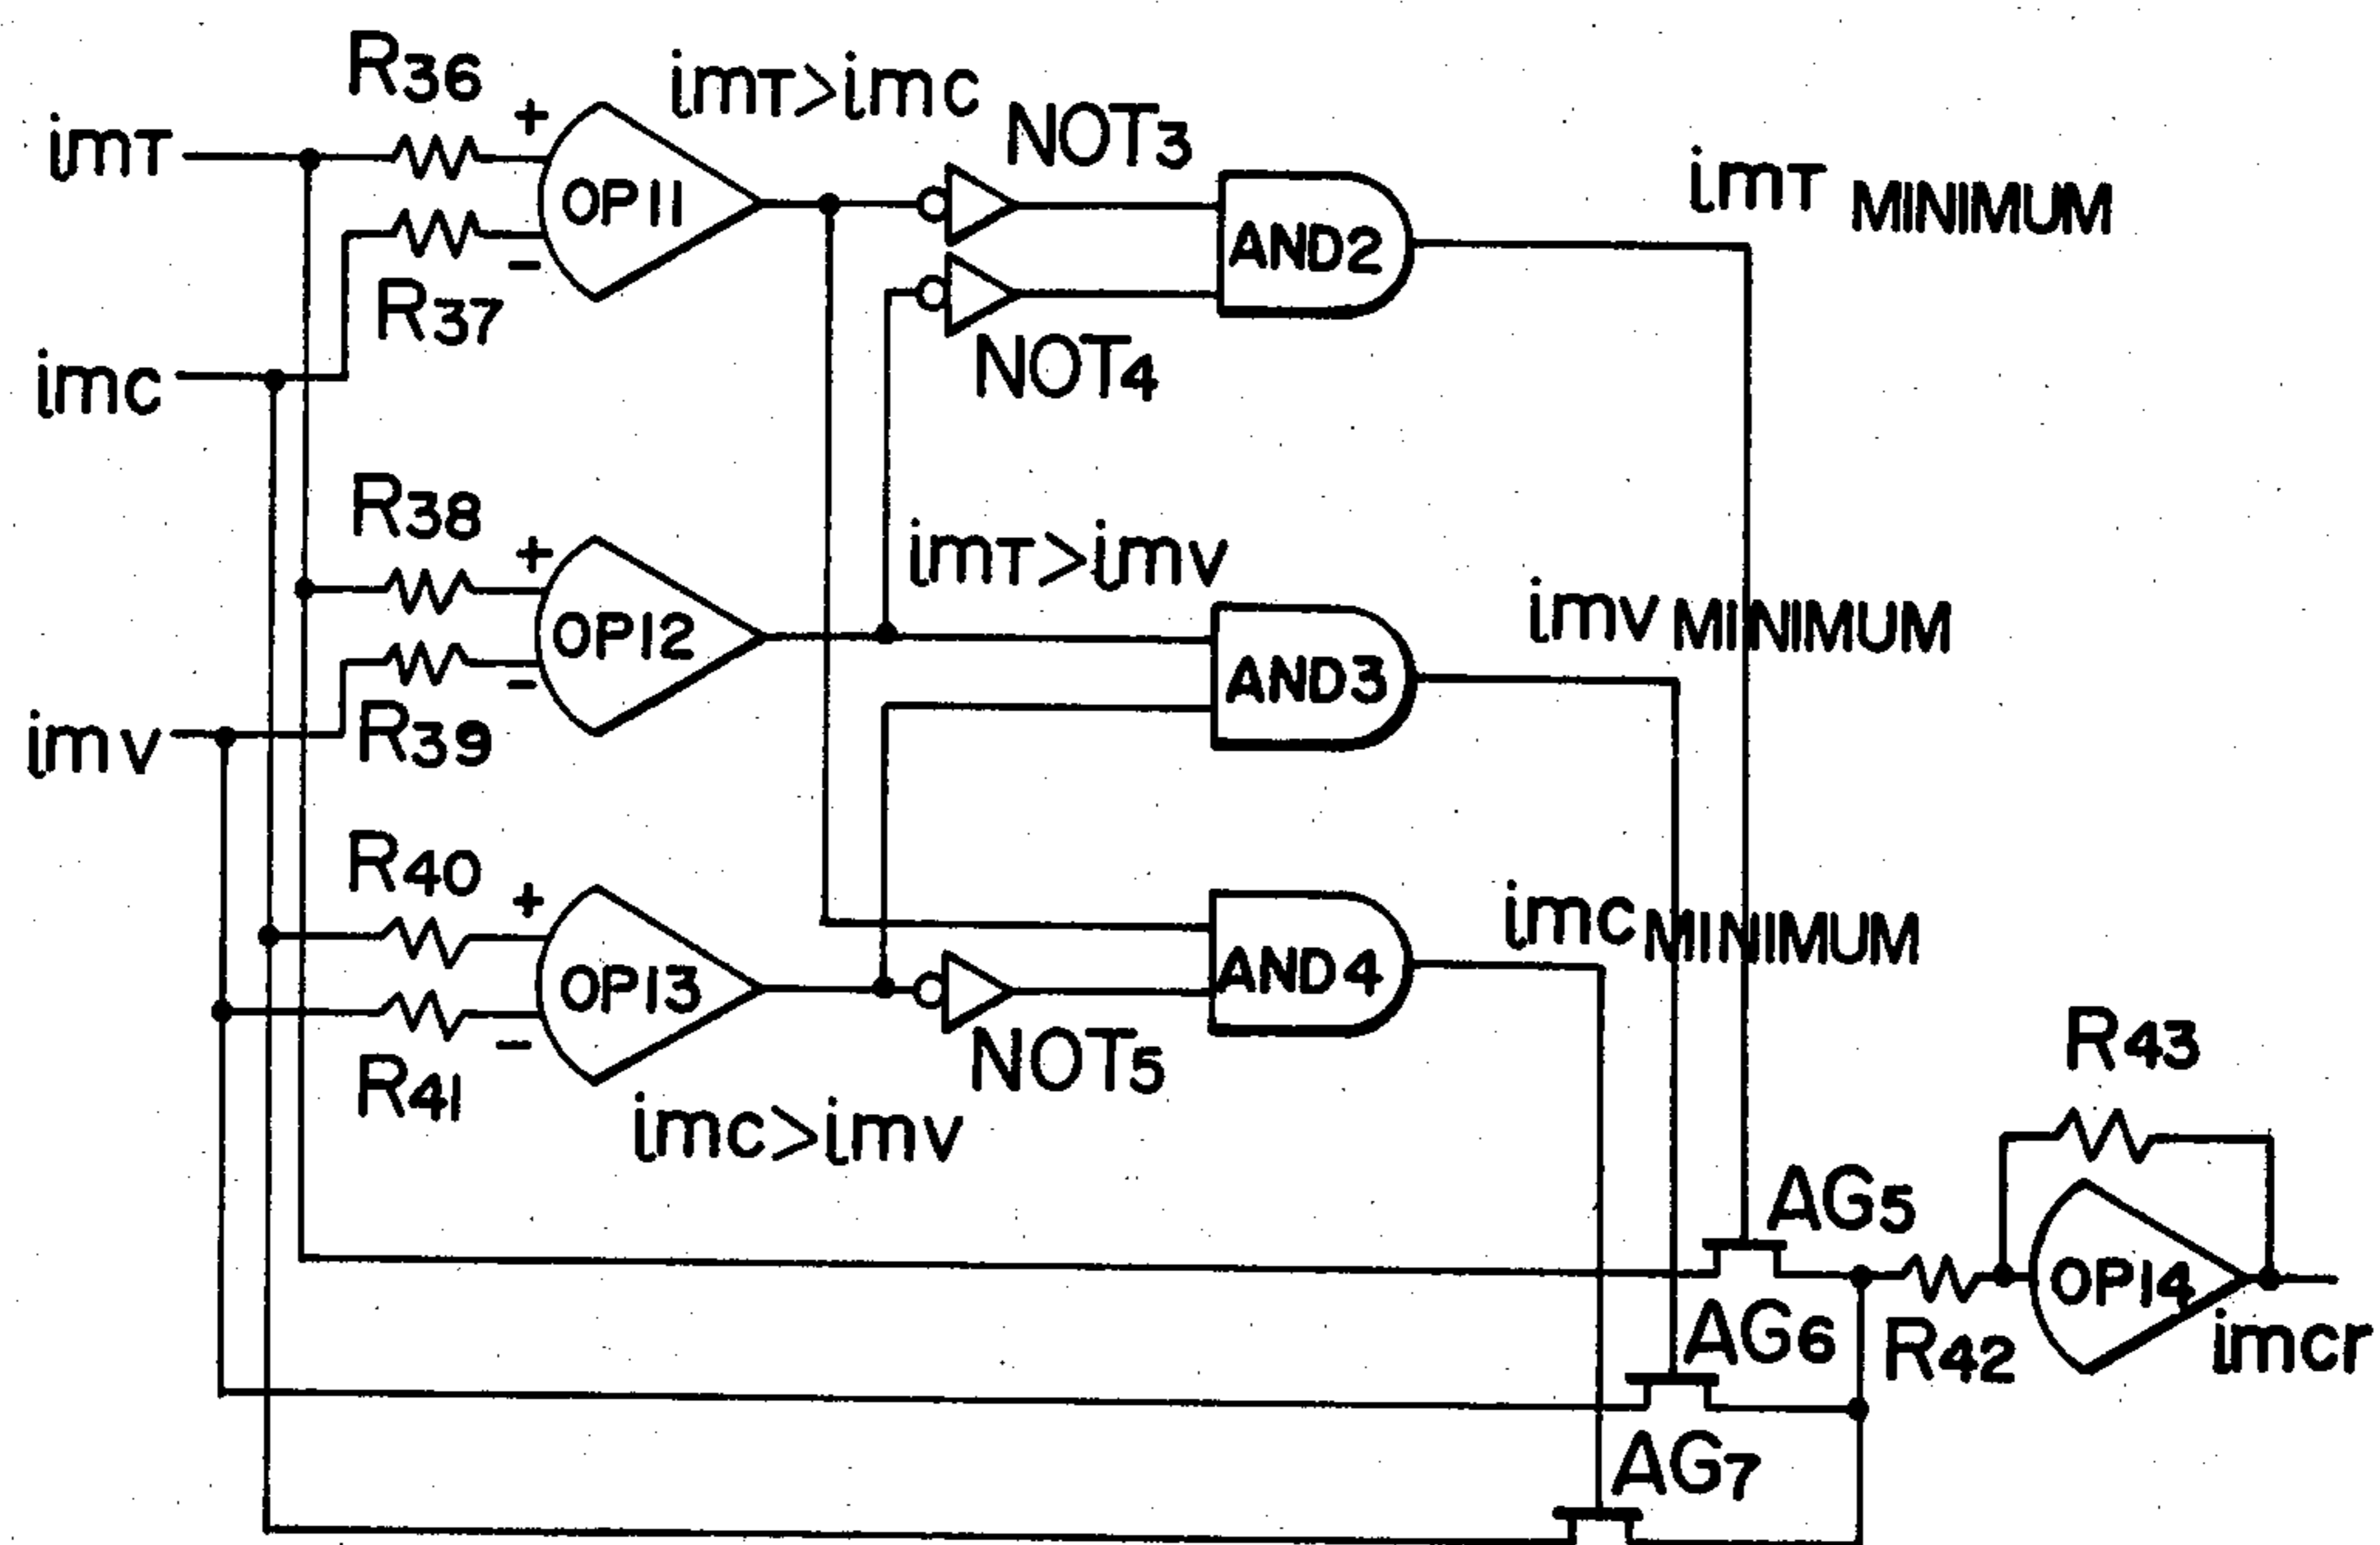 R36
+
imT>imc
NOT3
imT
OP11
AND2
imT MINIMUM
-
R37
NOT4
imc
R38
+
imT>imv
OP12
AND3
imv MINIMUM
-
R39
imv
R40
+
OP13
AND4
imc MINIMUM
-
R41
NOT5
imc>imv
R43
AG5
OP14
AG6
R42
imcr
AG7